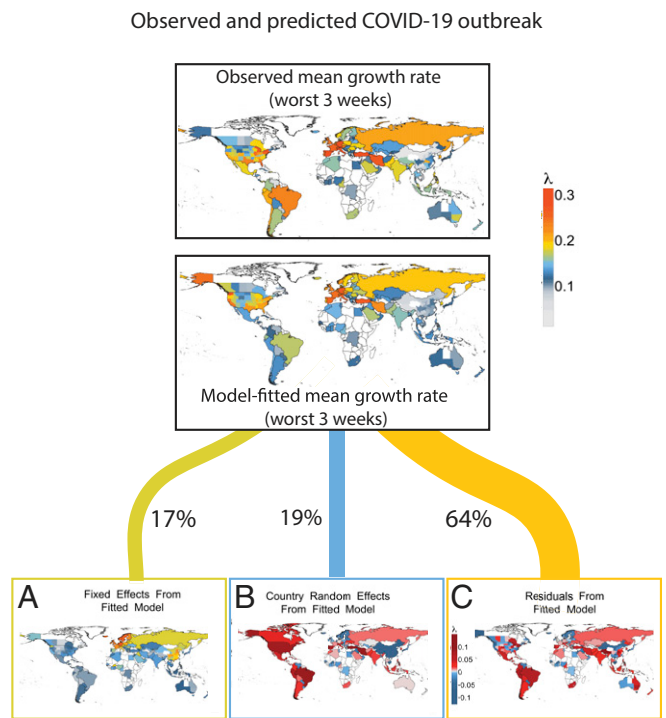 Observed and predicted COVID-19 outbreak
Observed mean growth rate
(worst 3 weeks)
λ
0.3
0.2
0.1
Model-fitted mean growth rate
(worst 3 weeks)
17%
19%
64%
A
Fixed Effects From
Fitted Model
B
Country Random Effects
From Fitted Model
C
Residuals From
Fitted Model
λ
0.1
0.05
0
-0.05
-0.1